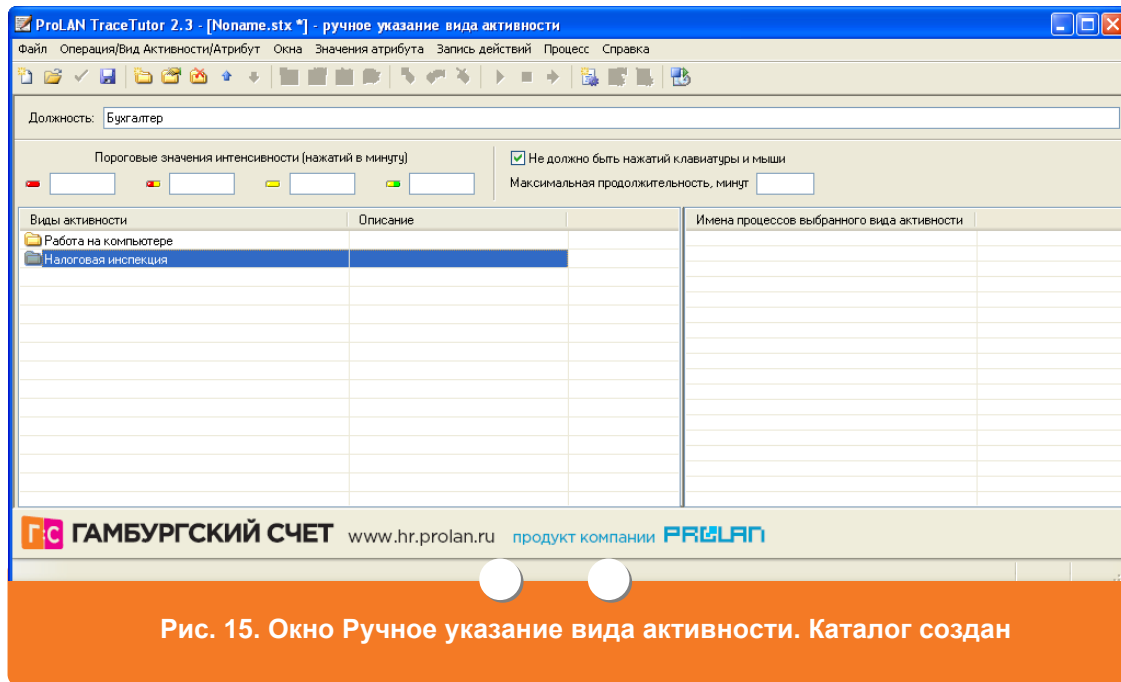 ProLAN TraceTutor 2.3 - [Noname.stx *] - ручное указание вида активности
Файл Операция/Вид Активности/Атрибут Окна Значения атрибута Запись действий Процесс Справка
Должность: Бухгалтер
Пороговые значения интенсивности (нажатий в минуту)
Не должно быть нажатий клавиатуры и мыши
Максимальная продолжительность, минут
Виды активности Описание Имена процессов выбранного вида активности
Работа на компьютере
Налоговая инспекция
Г:С ГАМБУРГСКИЙ СЧЕТ www.hr.prolan.ru продукт компании PROLAN
Рис. 15. Окно Ручное указание вида активности. Каталог создан